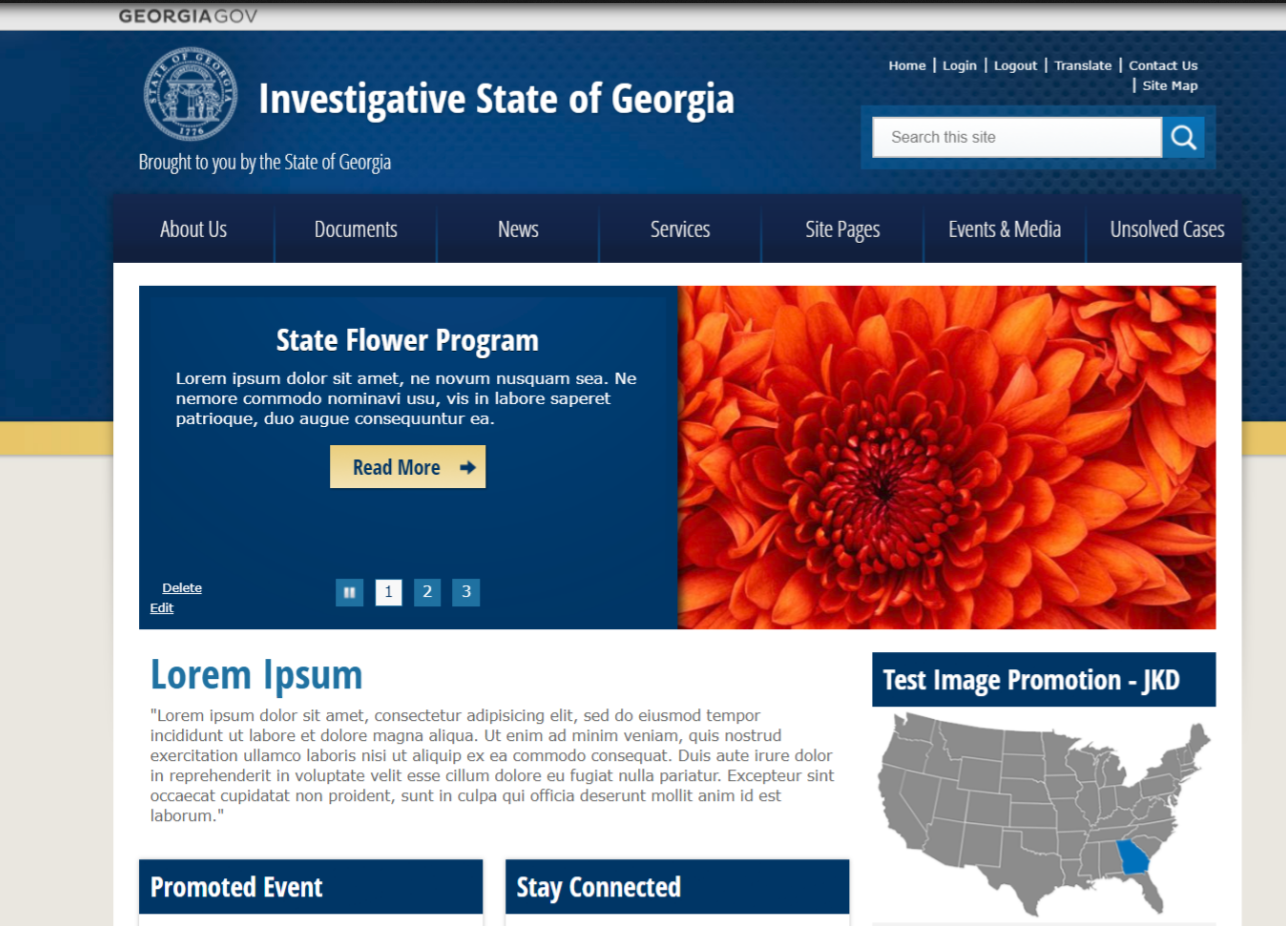 GEORGIAGOV
STATE OF GEORGIA
1776
Investigative State of Georgia
Brought to you by the State of Georgia
Home | Login | Logout | Translate | Contact Us
| Site Map
Search this site
About Us Documents News Services Site Pages Events & Media Unsolved Cases
State Flower Program
Lorem ipsum dolor sit amet, ne novum nusquam sea. Ne
nemore commodo nominavi usu, vis in labore saperet
patrioque, duo augue consequuntur ea.
Read More
Delete
Edit
1 2 3
Lorem Ipsum
"Lorem ipsum dolor sit amet, consectetur adipisicing elit, sed do eiusmod tempor
incididunt ut labore et dolore magna aliqua. Ut enim ad minim veniam, quis nostrud
exercitation ullamco laboris nisi ut aliquip ex ea commodo consequat. Duis aute irure dolor
in reprehenderit in voluptate velit esse cillum dolore eu fugiat nulla pariatur. Excepteur sint
occaecat cupidatat non proident, sunt in culpa qui officia deserunt mollit anim id est
laborum."
Test Image Promotion - JKD
Promoted Event
Stay Connected